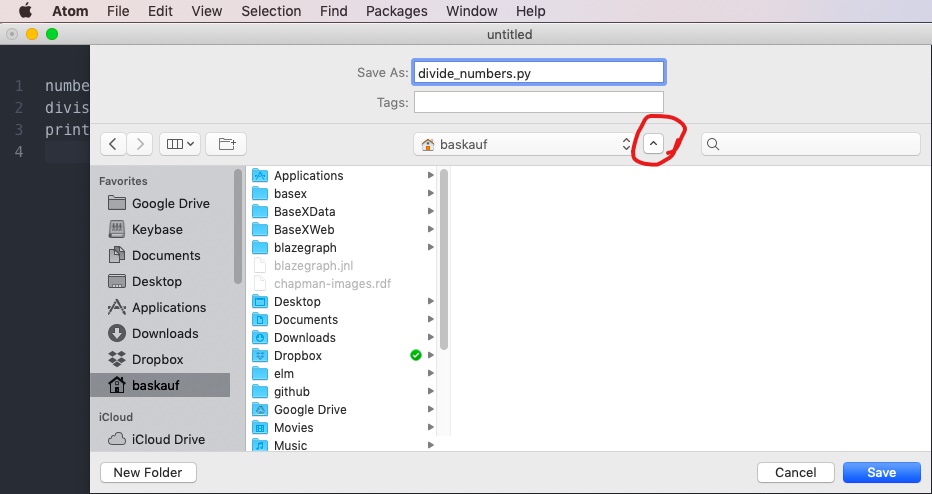 Atom File Edit View Selection Find Packages Window Help
untitled
Save As: divide_numbers.py
Tags:
1 numbe
2 divis
3 print
4
baskauf
Favorites
Google Drive
Keybase
Documents
Desktop
Applications
Downloads
Dropbox
baskauf
iCloud
iCloud Drive
Applications
basex
BaseXData
BaseXWeb
blazegraph
blazegraph.jnl
chapman-images.rdf
Desktop
Documents
Downloads
Dropbox
elm
github
Google Drive
Movies
Music
New Folder Cancel Save